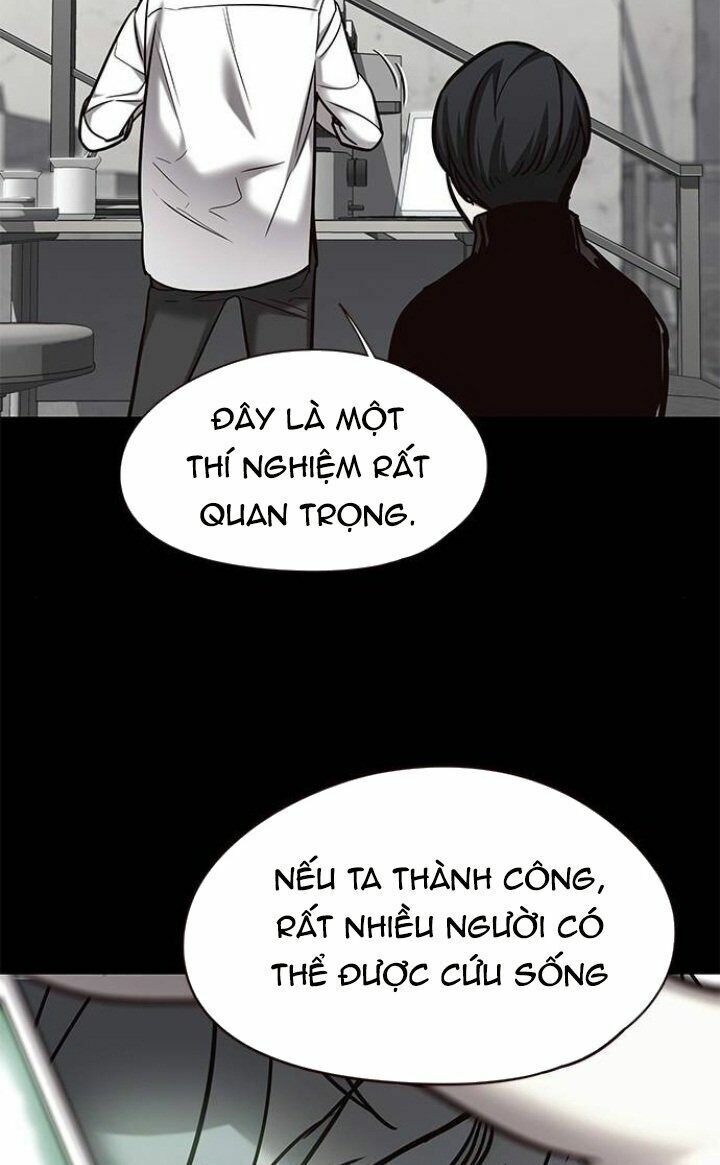 ĐÂY LÀ MỘT
THÍ NGHIỆM RẤT
QUAN TRỌNG.
NẾU TA THÀNH CÔNG,
RẤT NHIỀU NGƯỜI CÓ
THỂ ĐƯỢC CỨU SỐNG